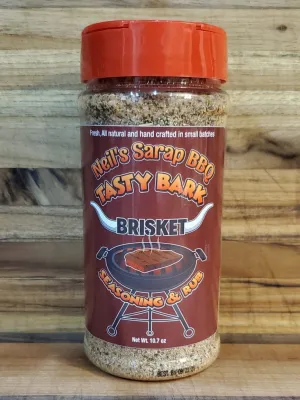 Fresh, All natural and hand crafted in small batches
Neil's Sarap BBQ
TASTY BARK
BRISKET
SEASONING & RUB
Net Wt. 10.7 oz